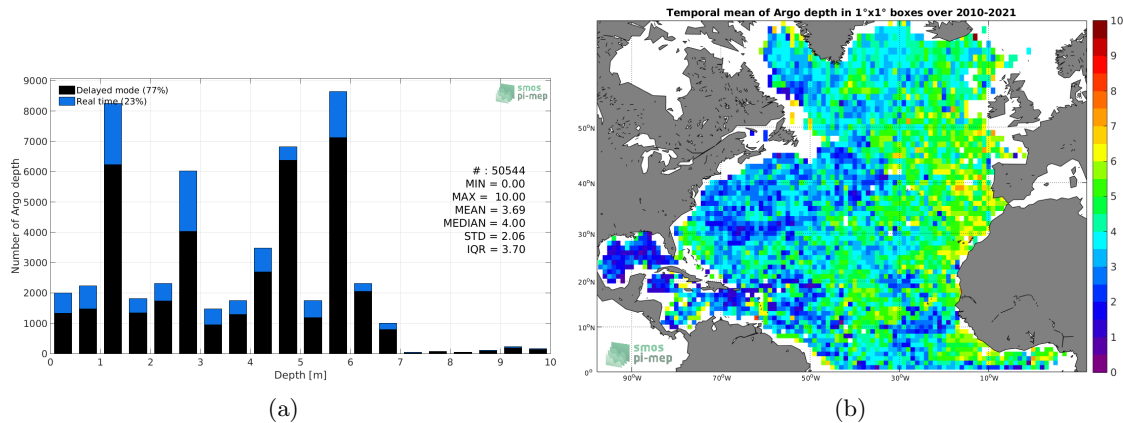 9000
8000
7000
6000
5000
4000
3000
2000
1000
0
Number of Argo depth
Delayed mode (77%)
Real time (23%)
smos
pi-mep
# : 50544
MIN = 0.00
MAX = 10.00
MEAN = 3.69
MEDIAN = 4.00
STD = 2.06
IQR = 3.70
0 1 2 3 4 5 6 7 8 9 10
Depth [m]
(a)
Temporal mean of Argo depth in 1°x1° boxes over 2010-2021
50°N
40°N
30°N
20°N
10°N
0°
90°W 70°W 50°W 30°W 10°W
smos
pi-mep
10
9
8
7
6
5
4
3
2
1
0
(b)